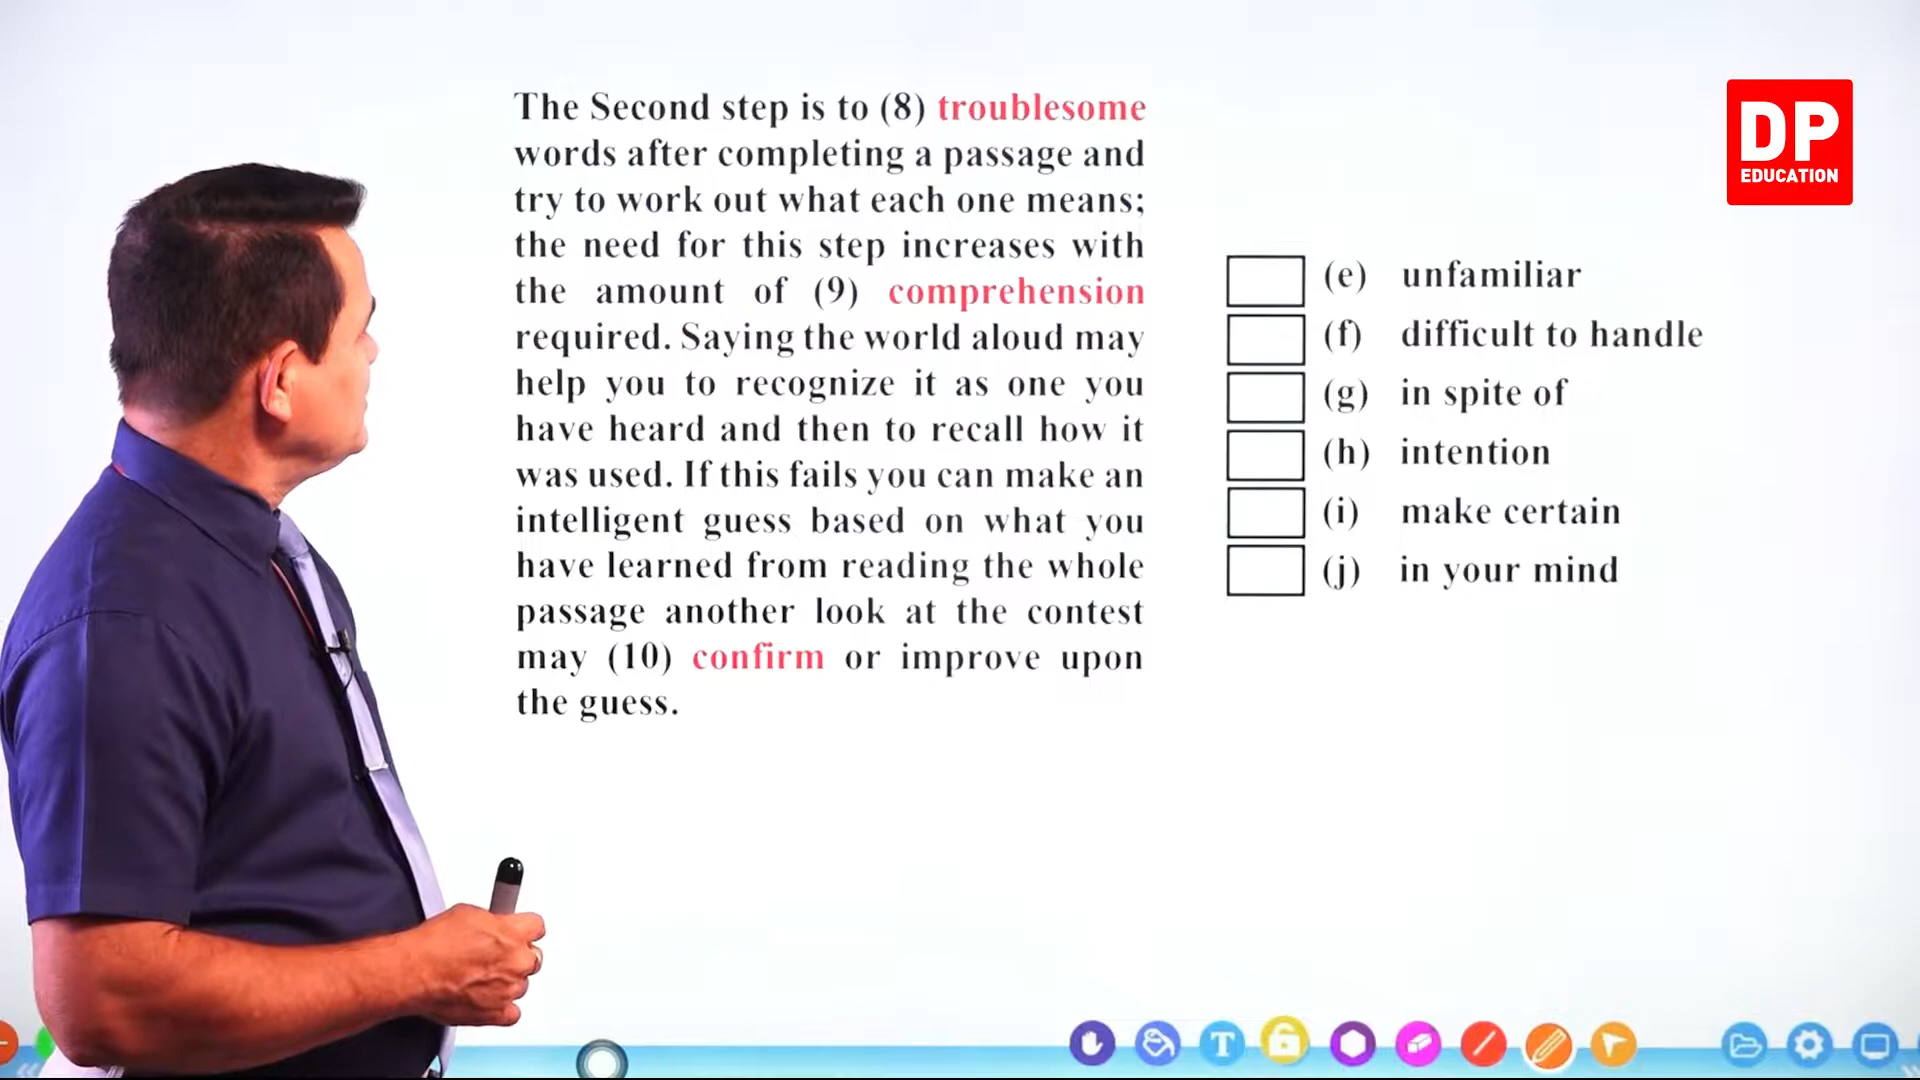 The Second step is to (8) troublesome
words after completing a passage and
try to work out what each one means;
the need for this step increases with
the amount of (9) comprehension
required. Saying the world aloud may
help you to recognize it as one you
have heard and then to recall how it
was used. If this fails you can make an
intelligent guess based on what you
have learned from reading the whole
passage another look at the contest
may (10) confirm or improve upon
the guess.
(e) unfamiliar
(f) difficult to handle
(g) in spite of
(h) intention
(i) make certain
(j) in your mind
DP
EDUCATION
T